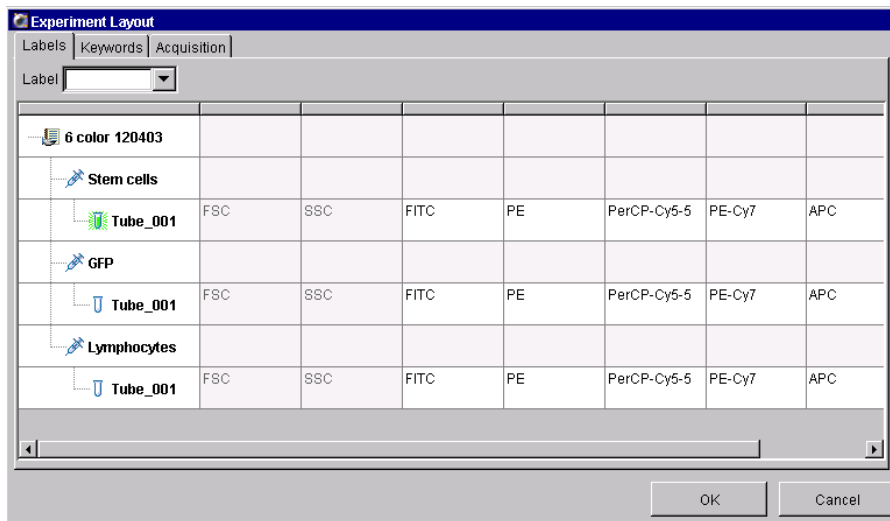 Experiment Layout
Labels Keywords Acquisition
Label
6 color 120403
Stem cells
Tube_001 FSC SSC FITC PE PerCP-Cy5-5 PE-Cy7 APC
GFP
Tube_001 FSC SSC FITC PE PerCP-Cy5-5 PE-Cy7 APC
Lymphocytes
Tube_001 FSC SSC FITC PE PerCP-Cy5-5 PE-Cy7 APC
OK Cancel